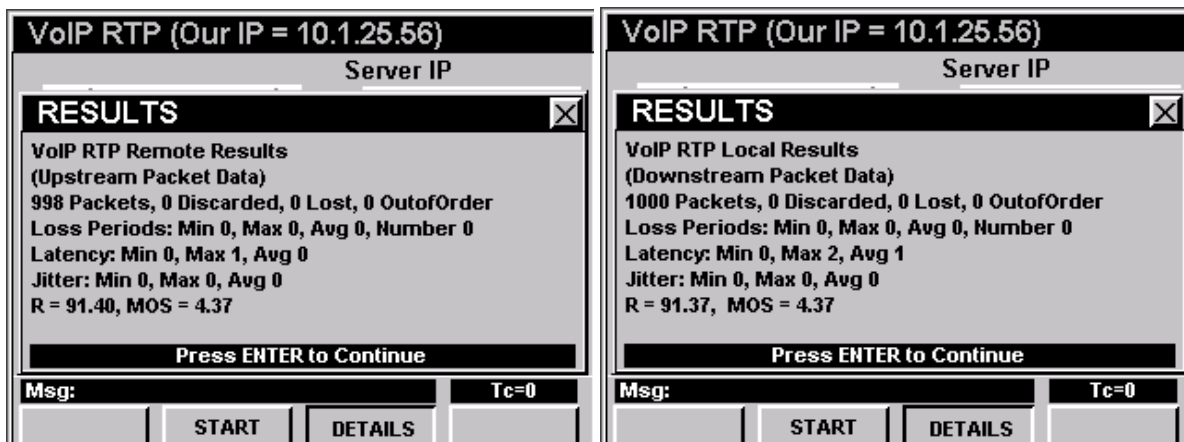 VoIP RTP (Our IP = 10.1.25.56)
Server IP
RESULTS
VoIP RTP Remote Results
(Upstream Packet Data)
998 Packets, 0 Discarded, 0 Lost, 0 OutofOrder
Loss Periods: Min 0, Max 0, Avg 0, Number 0
Latency: Min 0, Max 1, Avg 0
Jitter: Min 0, Max 0, Avg 0
R = 91.40, MOS = 4.37
Press ENTER to Continue
Msg:
Tc=0
START
DETAILS
VoIP RTP (Our IP = 10.1.25.56)
Server IP
RESULTS
VoIP RTP Local Results
(Downstream Packet Data)
1000 Packets, 0 Discarded, 0 Lost, 0 OutofOrder
Loss Periods: Min 0, Max 0, Avg 0, Number 0
Latency: Min 0, Max 2, Avg 1
Jitter: Min 0, Max 0, Avg 0
R = 91.37, MOS = 4.37
Press ENTER to Continue
Msg:
Tc=0
START
DETAILS